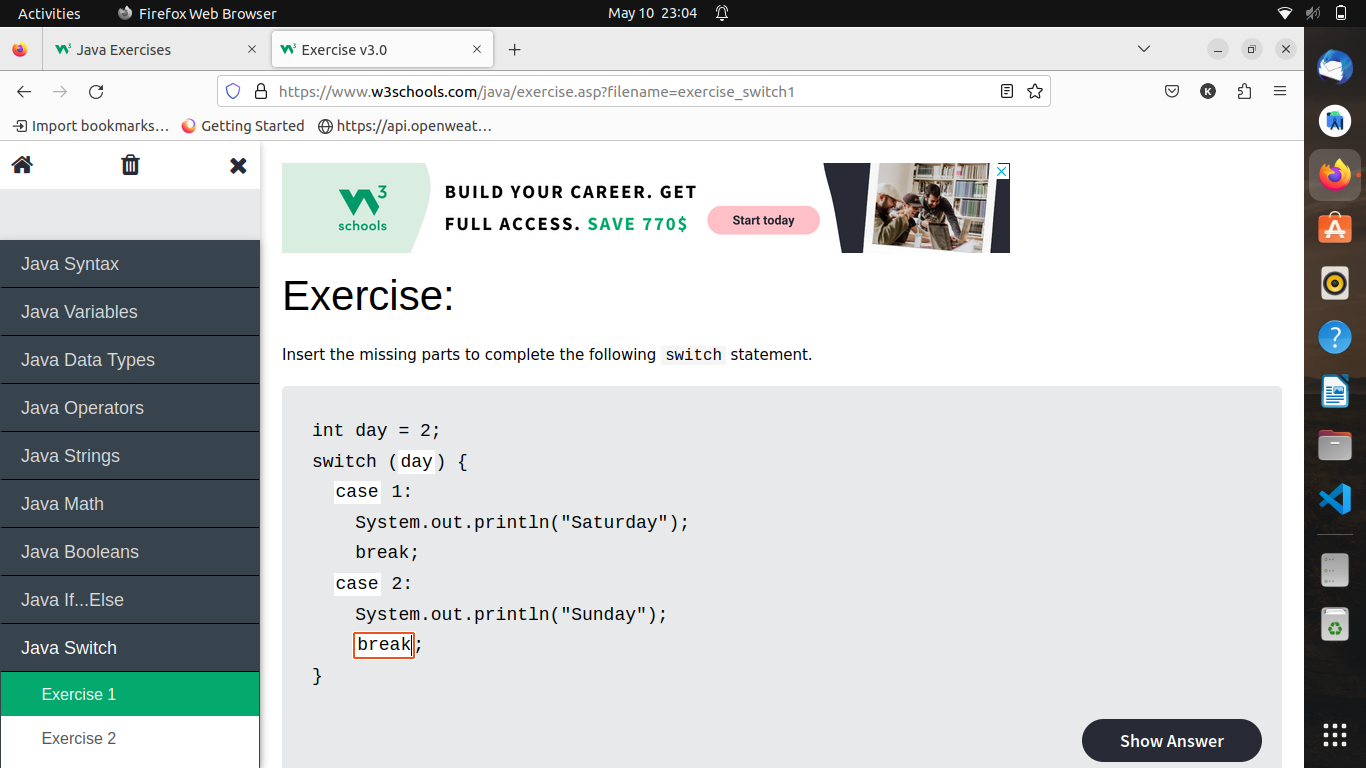 Activities
Firefox Web Browser
May 10 23:04
Java Exercises
Exercise v3.0
https://www.w3schools.com/java/exercise.asp?filename=exercise_switch1
K
Import bookmarks…
Getting Started
https://api.openweat…
Java Syntax
Java Variables
Java Data Types
Java Operators
Java Strings
Java Math
Java Booleans
Java If...Else
Java Switch
Exercise 1
Exercise 2
W3
schools
BUILD YOUR CAREER. GET
FULL ACCESS. SAVE 770$
Start today
Exercise:
Insert the missing parts to complete the following switch statement.
int day = 2;
switch (day) {
case 1:
System.out.println("Saturday");
break;
case 2:
System.out.println("Sunday");
break;
}
Show Answer